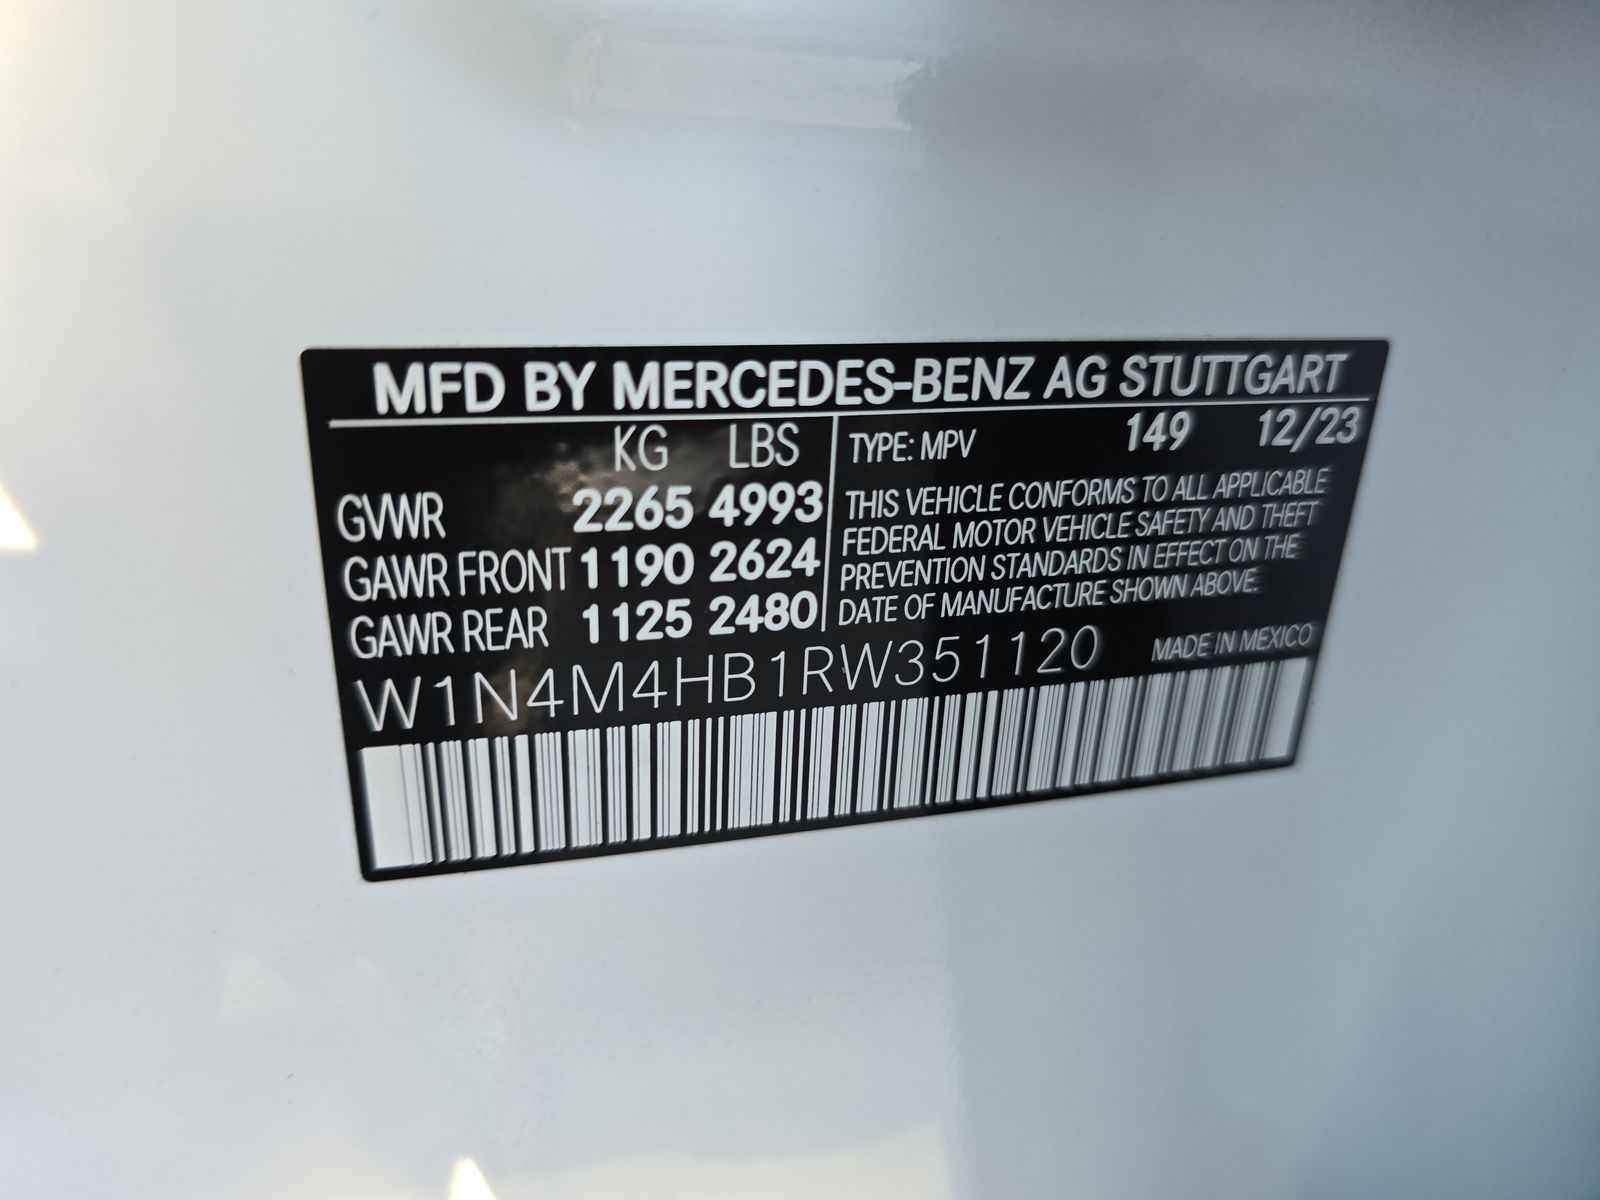 MFD BY MERCEDES-BENZ AG STUTTGART
KG LBS
GVWR 2265 4993
GAWR FRONT 1190 2624
GAWR REAR 1125 2480
TYPE: MPV 149 12/23
THIS VEHICLE CONFORMS TO ALL APPLICABLE
FEDERAL MOTOR VEHICLE SAFETY AND THEFT
PREVENTION STANDARDS IN EFFECT ON THE
DATE OF MANUFACTURE SHOWN ABOVE.
W1N4M4HB1RW351120 MADE IN MEXICO